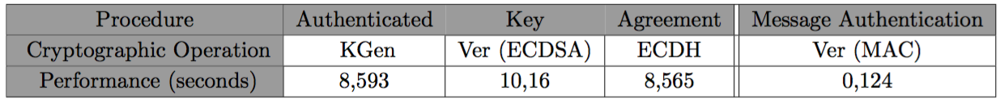 Procedure Authenticated Key Agreement Message Authentication
Cryptographic Operation KGen Ver (ECDSA) ECDH Ver (MAC)
Performance (seconds) 8,593 10,16 8,565 0,124